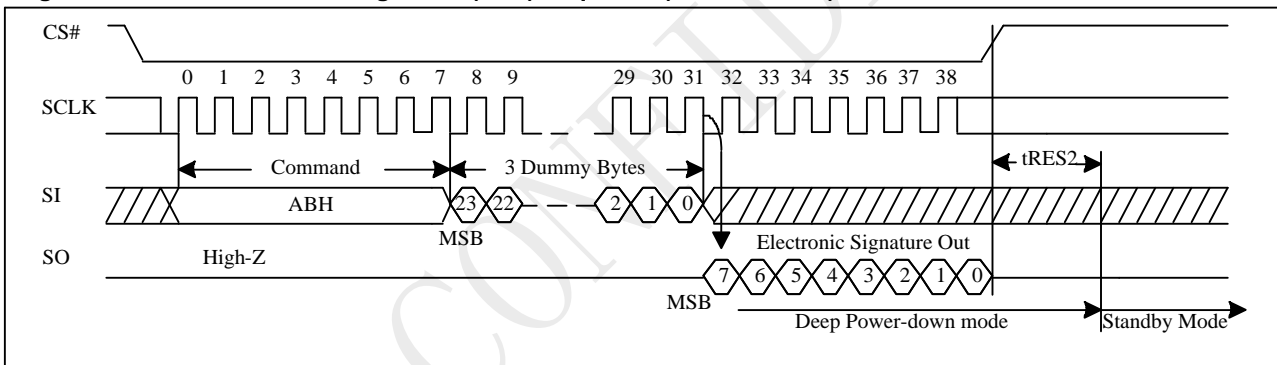 CS#
0 1 2 3 4 5 6 7 8 9 29 30 31 32 33 34 35 36 37 38
SCLK
Command 3 Dummy Bytes tRES2
SI ABH 23 22 2 1 0
MSB
SO High-Z Electronic Signature Out
7 6 5 4 3 2 1 0
MSB
Deep Power-down mode Standby Mode